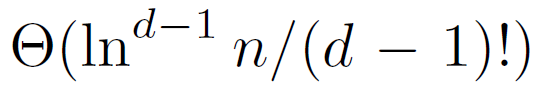 Θ(ln^{d−1} n/(d − 1)!)